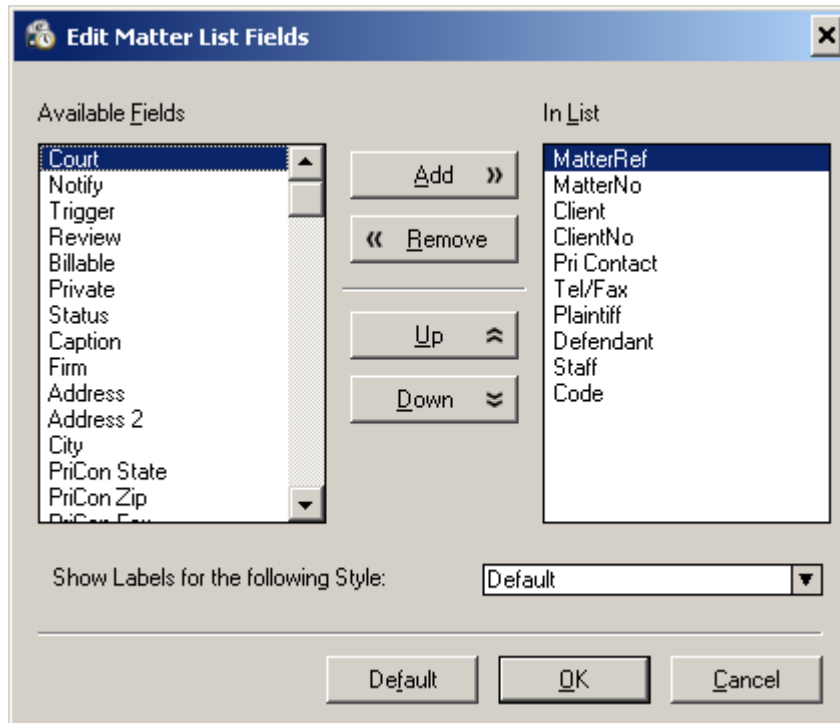 Edit Matter List Fields
Available Fields
Court
Notify
Trigger
Review
Billable
Private
Status
Caption
Firm
Address
Address 2
City
PriCon State
PriCon Zip
Add
Remove
Up
Down
In List
MatterRef
MatterNo
Client
ClientNo
Pri Contact
Tel/Fax
Plaintiff
Defendant
Staff
Code
Show Labels for the following Style:
Default
Default
OK
Cancel